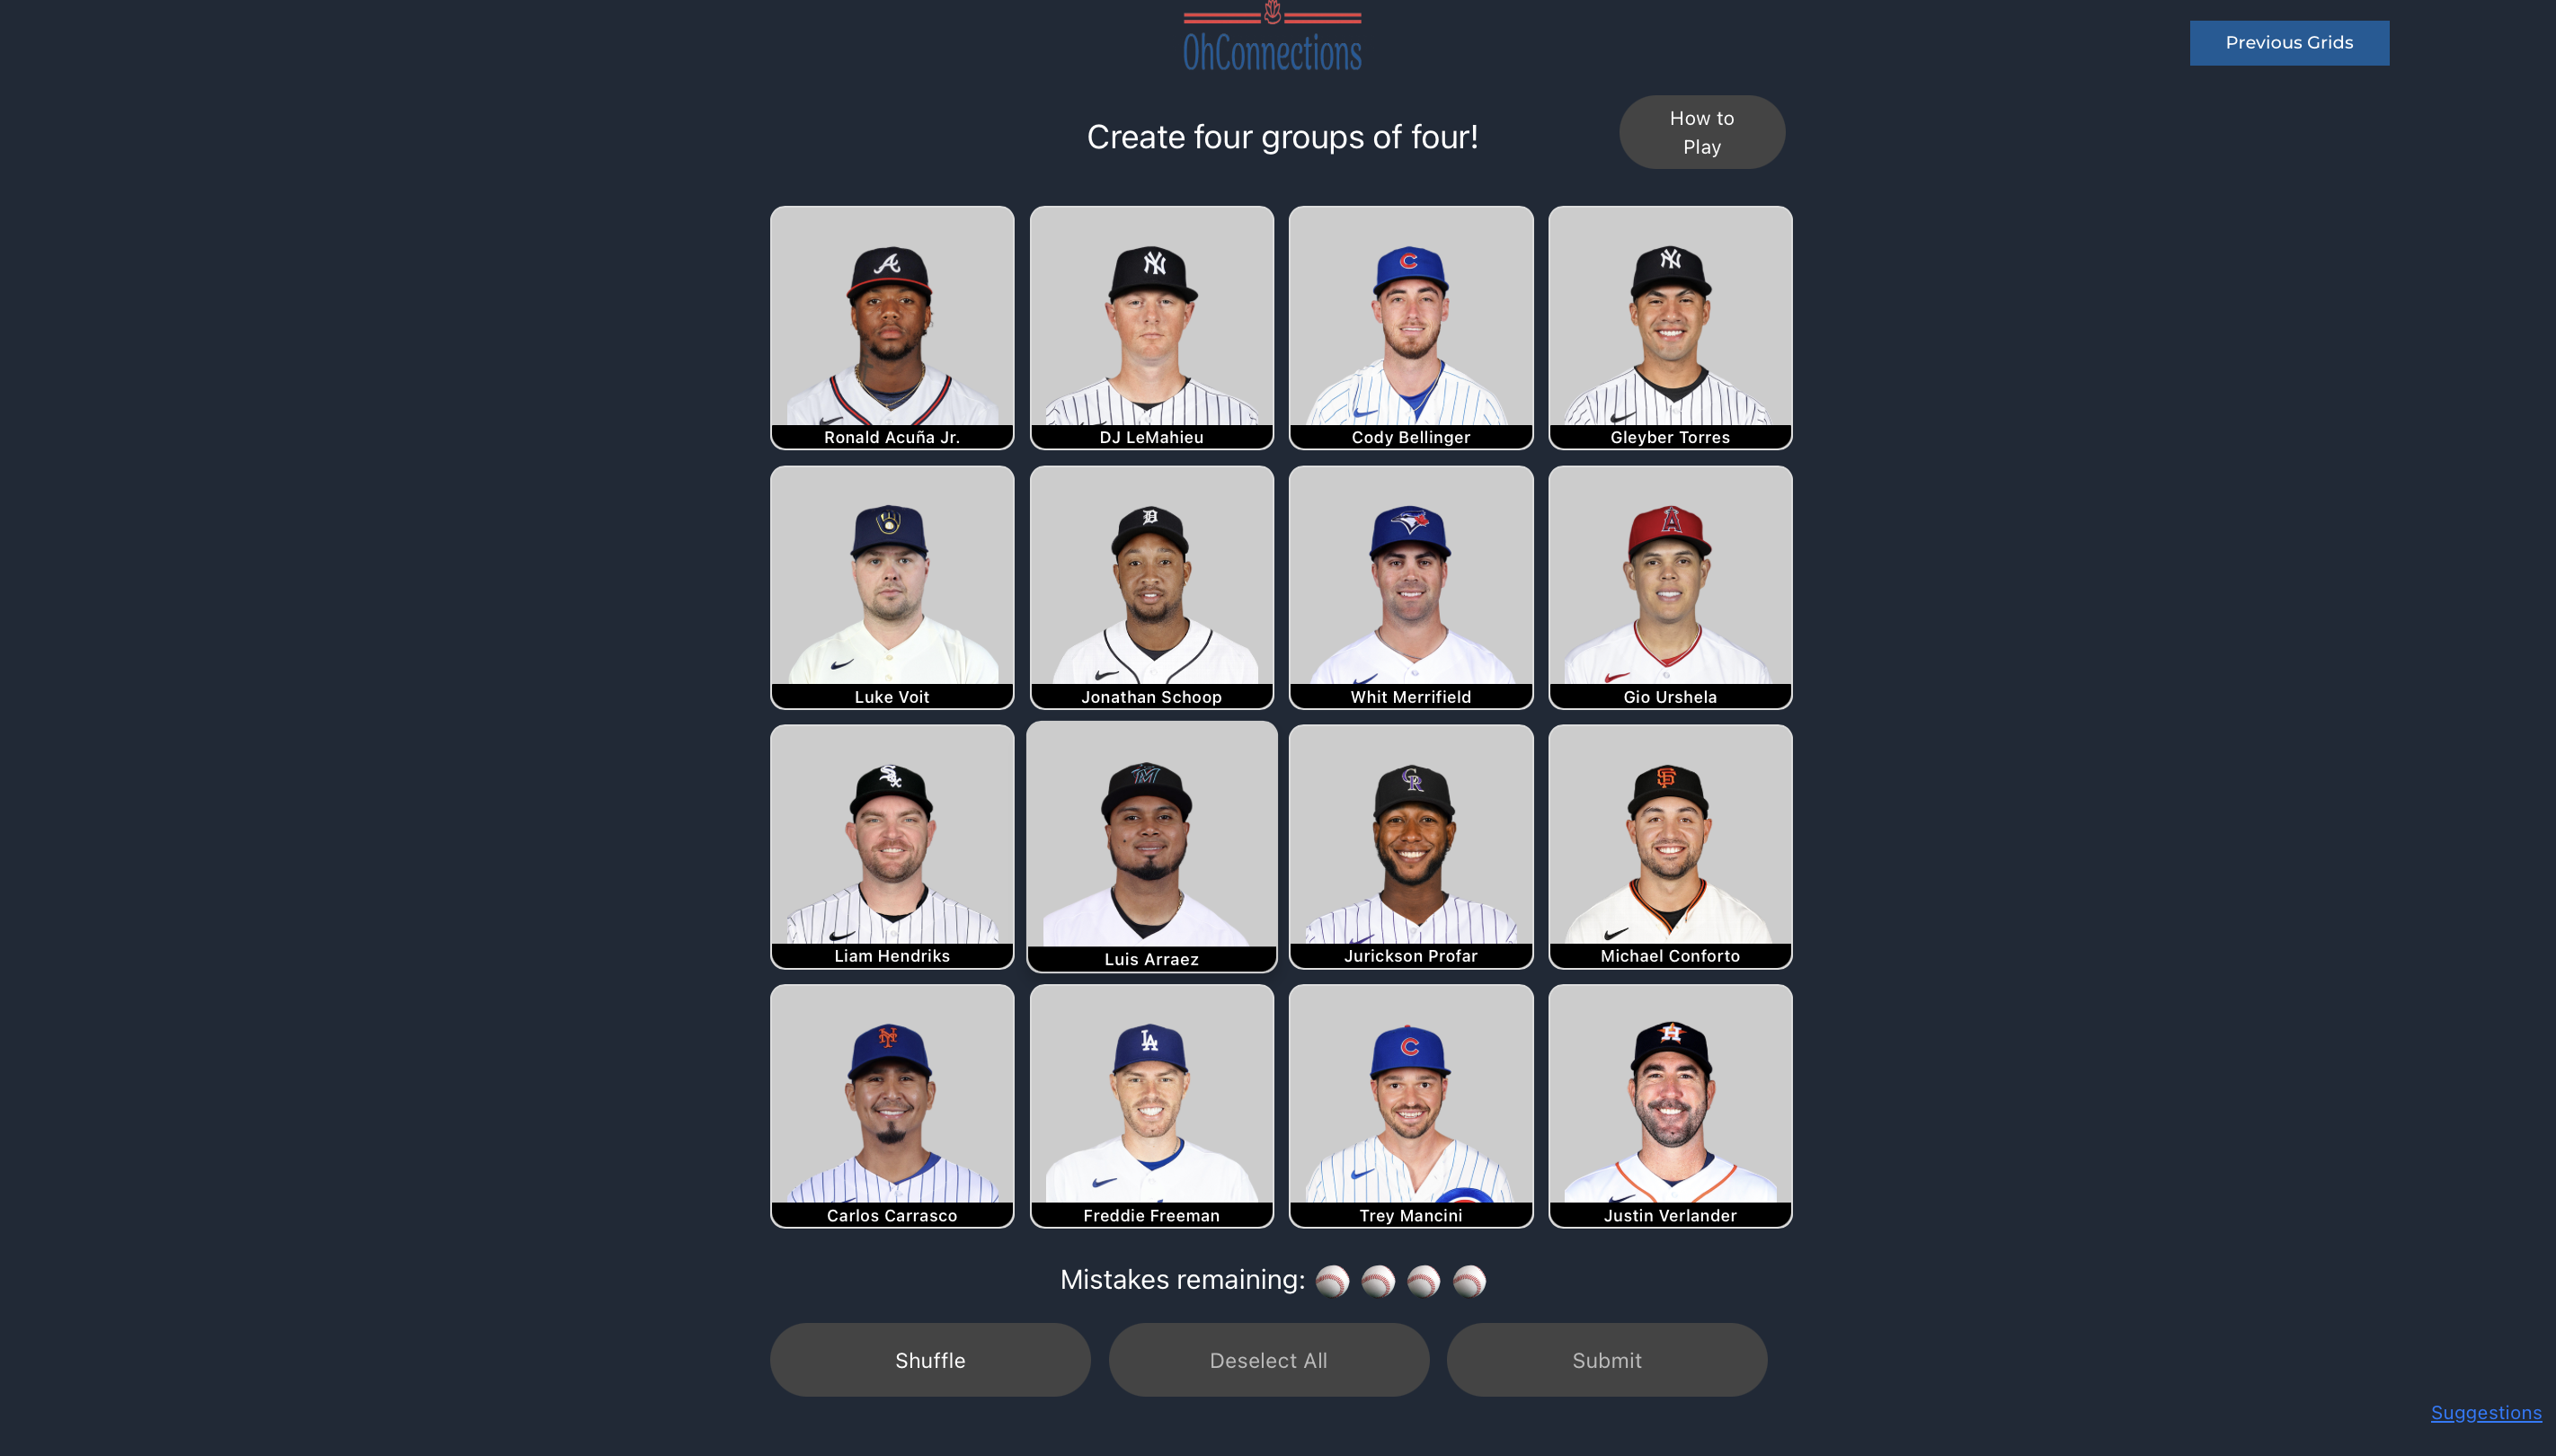 OhConnections
Previous Grids
Create four groups of four!
How to
Play
Ronald Acuña Jr.
DJ LeMahieu
Cody Bellinger
Gleyber Torres
Luke Voit
Jonathan Schoop
Whit Merrifield
Gio Urshela
Liam Hendriks
Luis Arraez
Jurickson Profar
Michael Conforto
Carlos Carrasco
Freddie Freeman
Trey Mancini
Justin Verlander
Mistakes remaining:
Shuffle
Deselect All
Submit
Suggestions